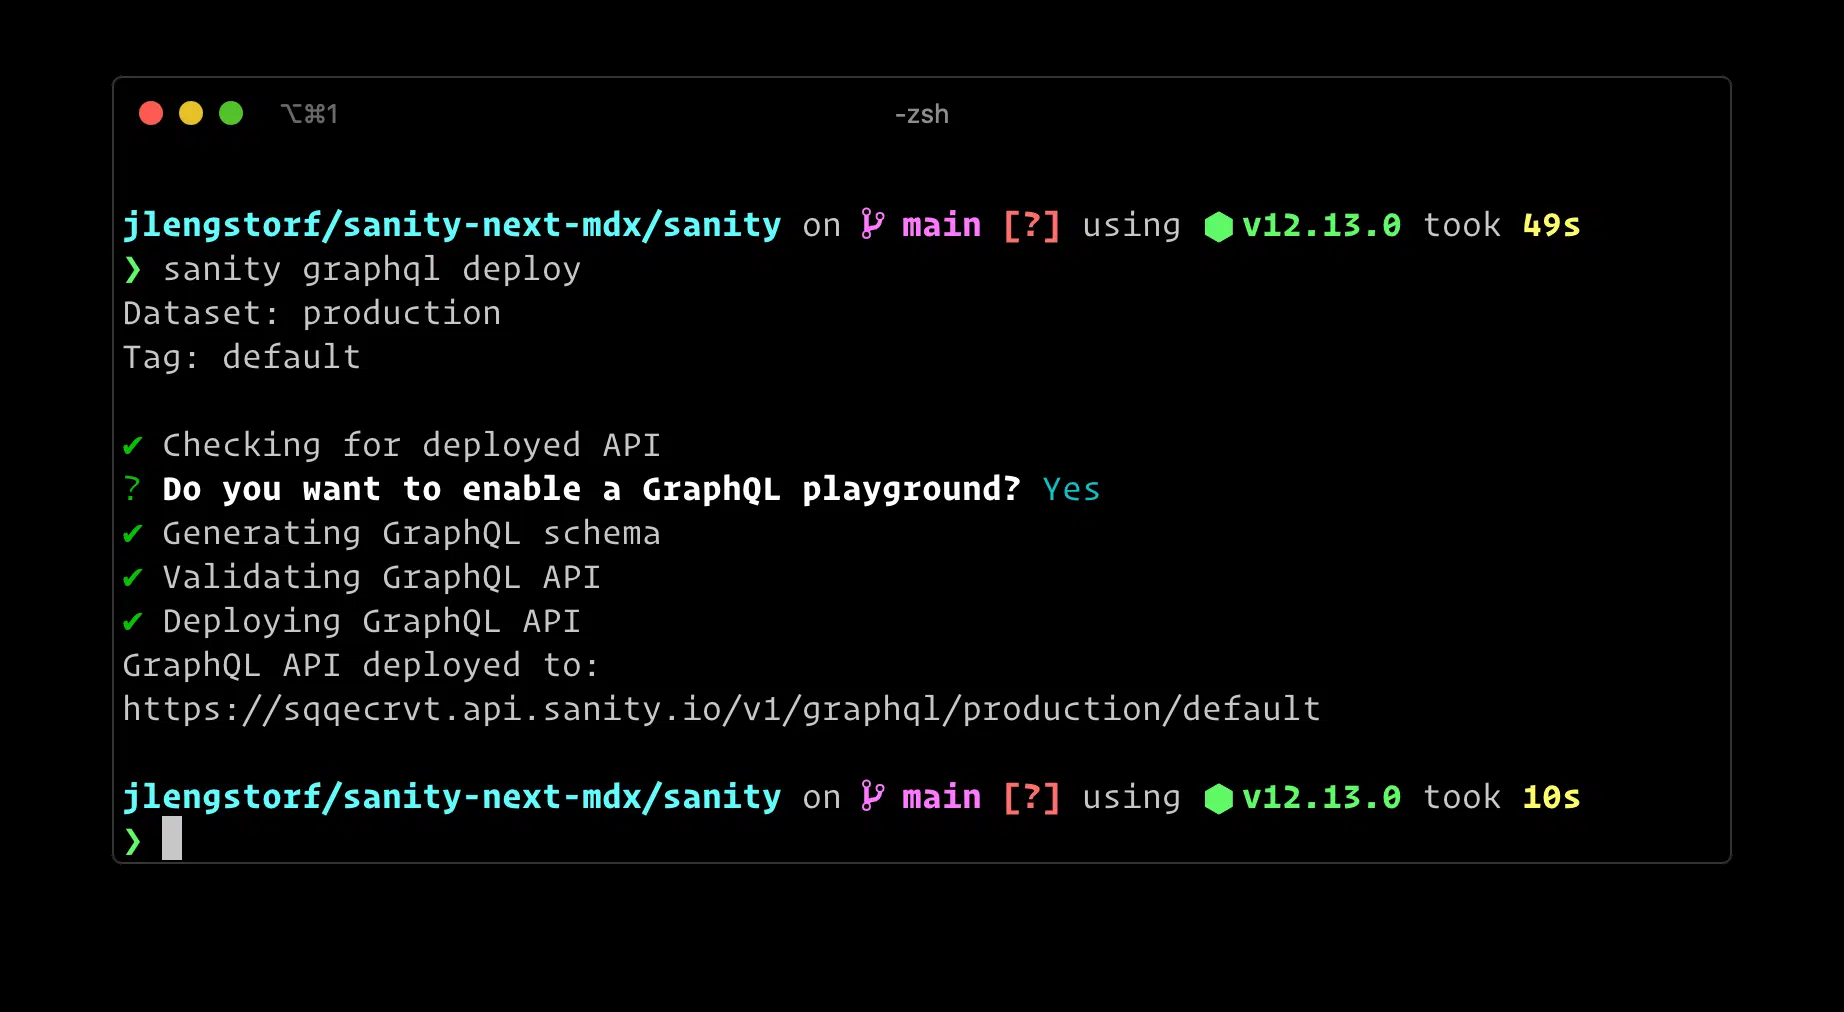 ⌥⌘1
-zsh
jlengstorf/sanity-next-mdx/sanity on main [?] using ⬢ v12.13.0 took 49s
❯ sanity graphql deploy
Dataset: production
Tag: default
✔ Checking for deployed API
? Do you want to enable a GraphQL playground? Yes
✔ Generating GraphQL schema
✔ Validating GraphQL API
✔ Deploying GraphQL API
GraphQL API deployed to:
https://sqqecrvt.api.sanity.io/v1/graphql/production/default
jlengstorf/sanity-next-mdx/sanity on main [?] using ⬢ v12.13.0 took 10s
❯